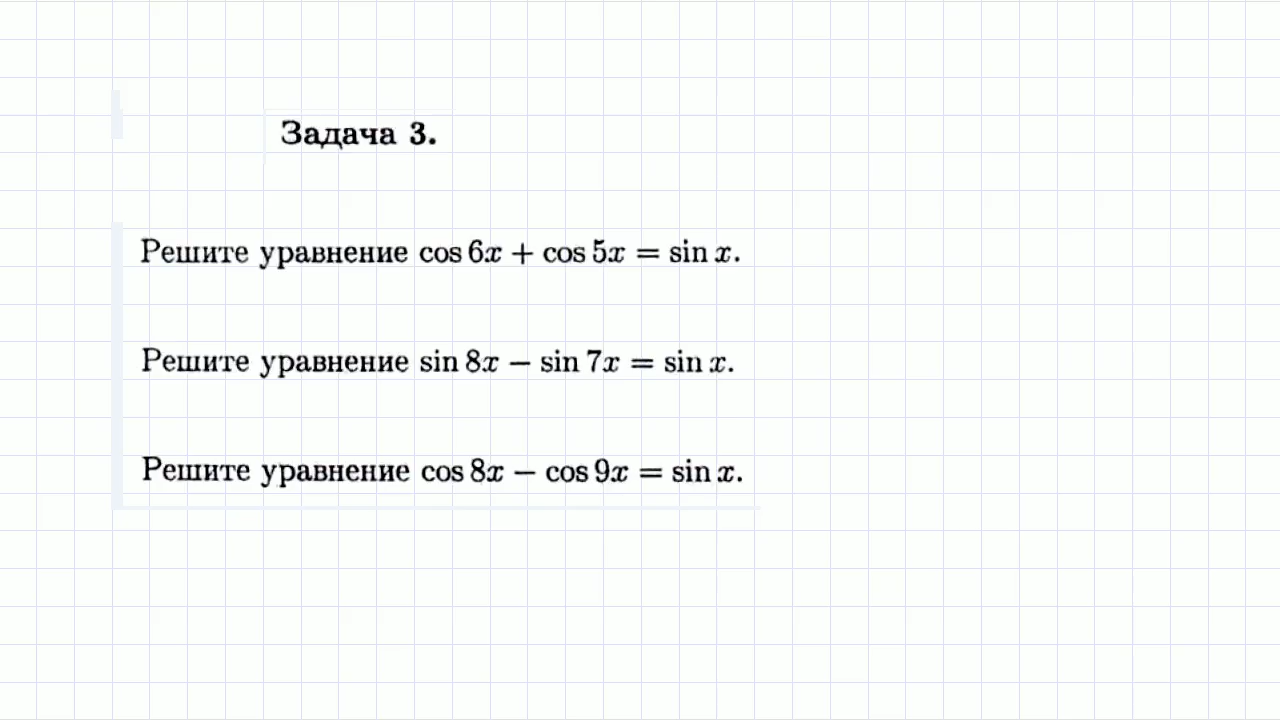 Задача 3.
Решите уравнение cos 6x + cos 5x = sin x.
Решите уравнение sin 8x − sin 7x = sin x.
Решите уравнение cos 8x − cos 9x = sin x.